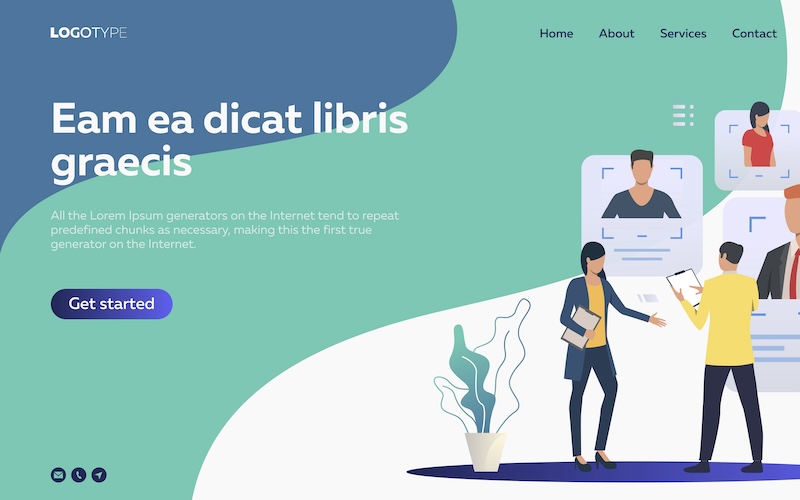 LOGOTYPE
Home About Services Contact
Eam ea dicat libris
graecis
All the Lorem Ipsum generators on the Internet tend to repeat
predefined chunks as necessary, making this the first true
generator on the Internet.
Get started